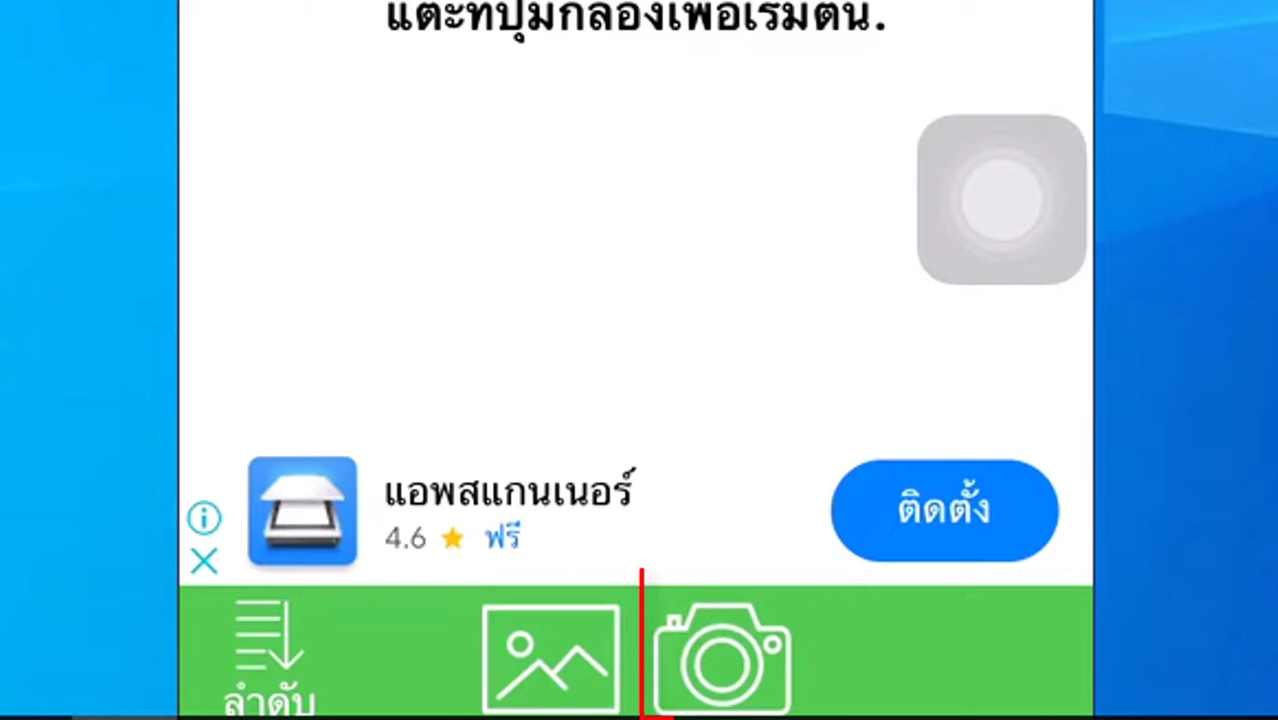 แตะที่ปุ่มกล้องเพื่อเริ่มต้น.
แอพสแกนเนอร์
4.6 ฟรี
ติดตั้ง
ลำดับ